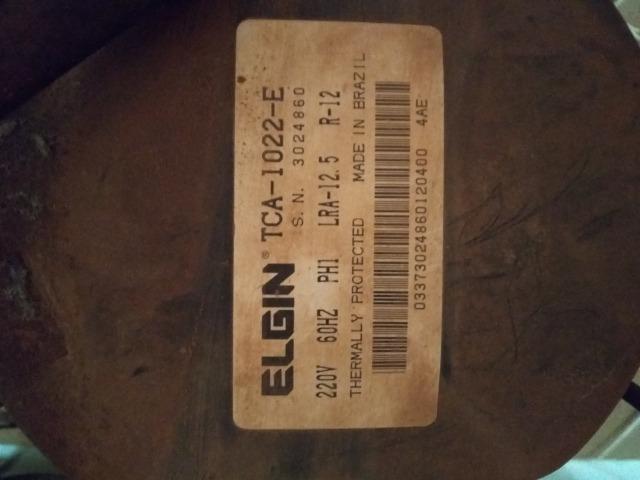 ELGIN® TCA-1022-E
S. N. 3024860
220V 60HZ PH1 LRA-12.5 R-12
THERMALLY PROTECTED MADE IN BRAZIL
03373024860120400 4AE